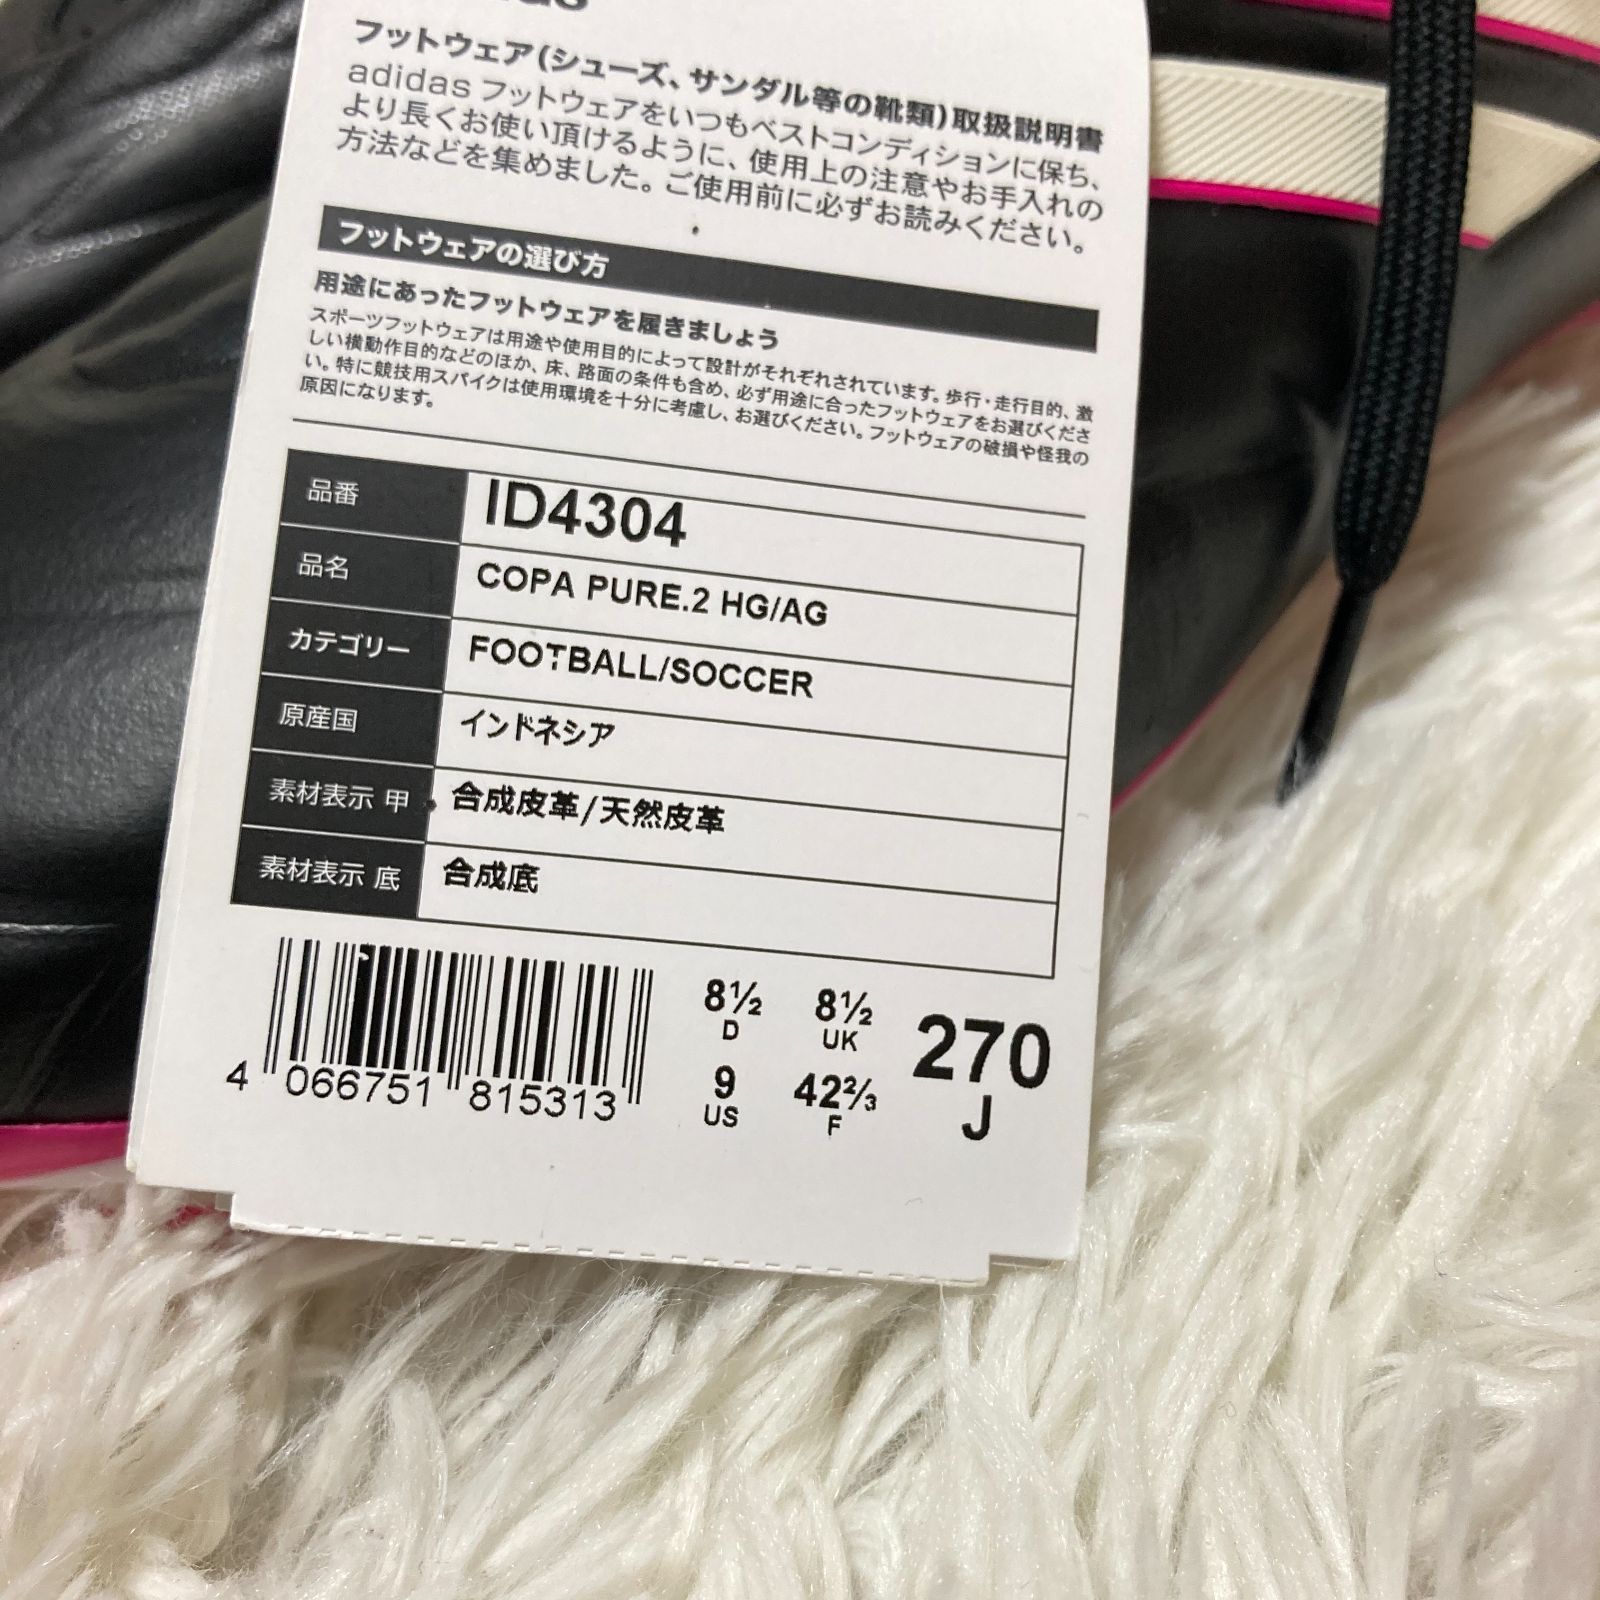 フットウェア(シューズ、サンダル等の靴類)取扱説明書
adidas フットウェアをいつもベストコンディションに保ち、
より長くお使い頂けるように、使用上の注意やお手入れの
方法などを集めました。ご使用前に必ずお読みください。
フットウェアの選び方
用途にあったフットウェアを履きましょう
スポーツフットウェアは用途や使用目的によって設計がそれぞれされています。歩行・走行目的、激
しい横動作目的などのほか、床、路面の条件も含め、必ず用途に合ったフットウェアをお選びくださ
い。特に競技用スパイクは使用環境を十分に考慮し、お選びください。フットウェアの破損や怪我の
原因になります。
品番 ID4304
品名 COPA PURE.2 HG/AG
カテゴリー FOOTBALL/SOCCER
原産国 インドネシア
素材表示 甲 合成皮革/天然皮革
素材表示 底 合成底
8½ 8½ 270
D UK J
9 42⅔
US F
4 066751 815313